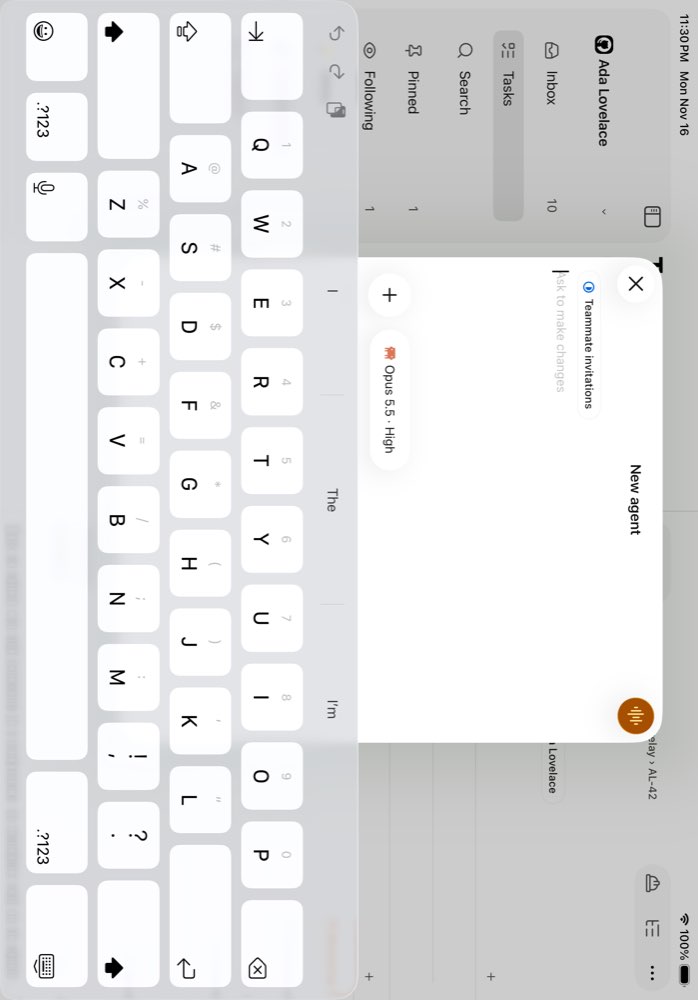 11:30 PM Mon Nov 16
100%
Ada Lovelace
Inbox 10
Tasks
Search
Pinned 1
Following 1
New agent
Teammate invitations
Ask to make changes
Opus 5.5 · High
elay › AL-42
Lovelace
I The I'm
1 2 3 4 5 6 7 8 9 0
Q W E R T Y U I O P
@ # $ & * ( ) ' "
A S D F G H J K L
% - + = / ; : ! ?
Z X C V B N M , .
.?123 .?123